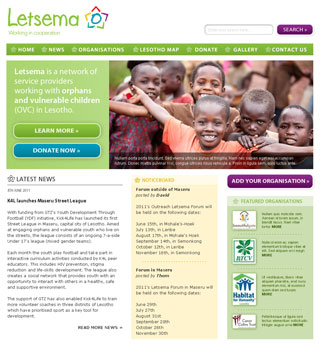 Letsema
Working in cooperation
SEARCH »
HOME NEWS ORGANISATIONS LESOTHO MAP DONATE GALLERY CONTACT US
Letsema is a network of
service providers
working with orphans
and vulnerable children
(OVC) in Lesotho.
LEARN MORE »
DONATE NOW »
LATEST NEWS
K4L launches Maseru Street League
With funding from GTZ's Youth Development Through
Football (YDF) initiative, Kick4Life has launched its first
Street League in Maseru, capital city of Lesotho. Aimed
at engaging orphans and vulnerable youth who live on
the streets, the league consists of an ongoing 7-a-side
Under 17's league (mixed gender teams).
Each month the youth play football and take part in
interactive curriculum activities conducted by K4L peer
educators. This includes HIV prevention, stigma
reduction and life-skills development. The league also
creates a social network that provides youth with an
opportunity to interact with others in a healthy, safe
and supportive environment.
The support of GTZ has also enabled Kick4Life to train
more volunteer coaches in three districts of Lesotho
which have prioritised sport as a key tool for
development.
READ MORE NEWS »
NOTICEBOARD
Forum outside of Maseru
posted by David
2011's Outreach Letsema Forum will
be held on the following dates:
June 15th, in Mohale's Hoek
July 19th, in Leribe
August 17th, in Mohale's Hoek
September 14th, in Semonkong
October 12th, in Leribe
November 16th, in Semonkong
Forum in Maseru
posted by David
2011's Letsema Forum in Maseru
will be held on the following dates:
June 29th
July 27th
August 31st
September 28th
October 26th
November 30th
ADD YOUR ORGANISATION »
FEATURED ORGANISATIONS
MORE
BTCV
MORE
Habitat
for Humanity
MORE
MORE